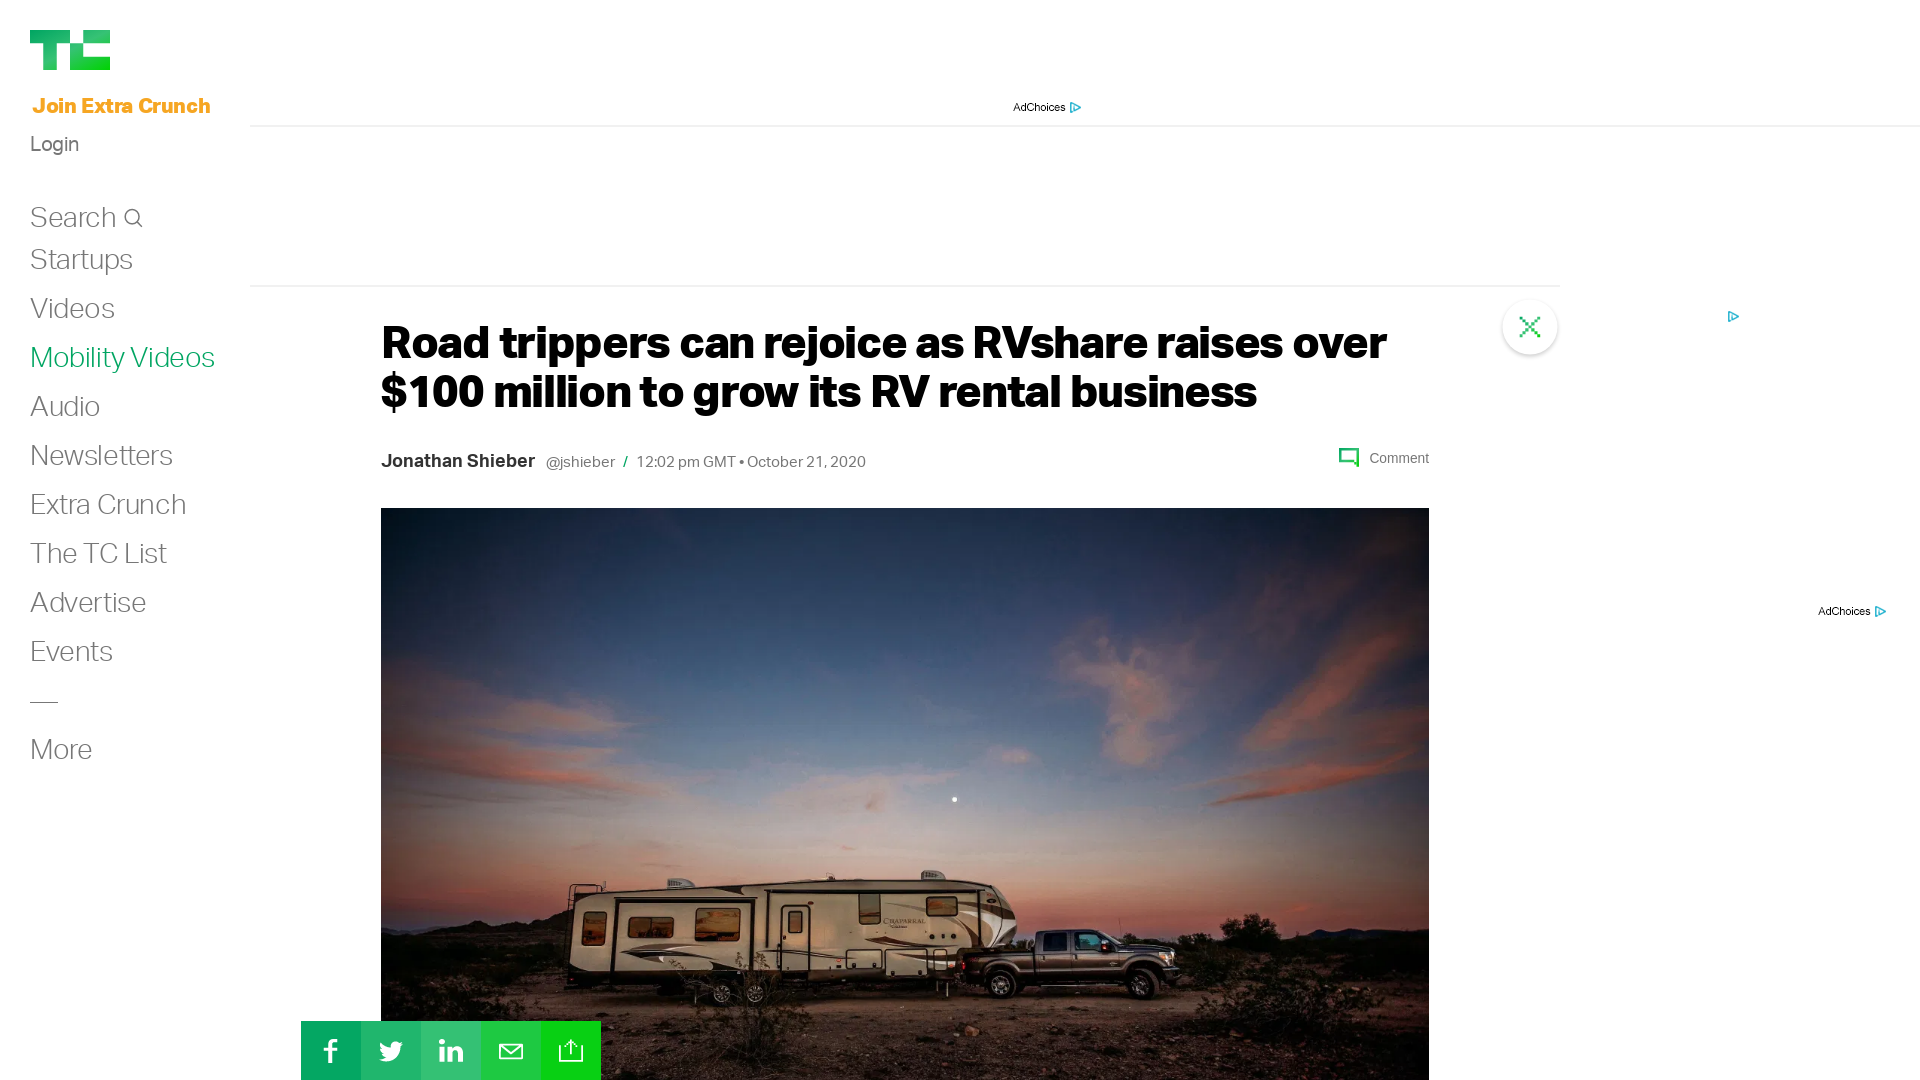 TC
Join Extra Crunch
Login
Search
Startups
Videos
Mobility Videos
Audio
Newsletters
Extra Crunch
The TC List
Advertise
Events
More
AdChoices
Road trippers can rejoice as RVshare raises over
$100 million to grow its RV rental business
Jonathan Shieber @jshieber / 12:02 pm GMT • October 21, 2020
Comment
AdChoices
CHAPARRAL